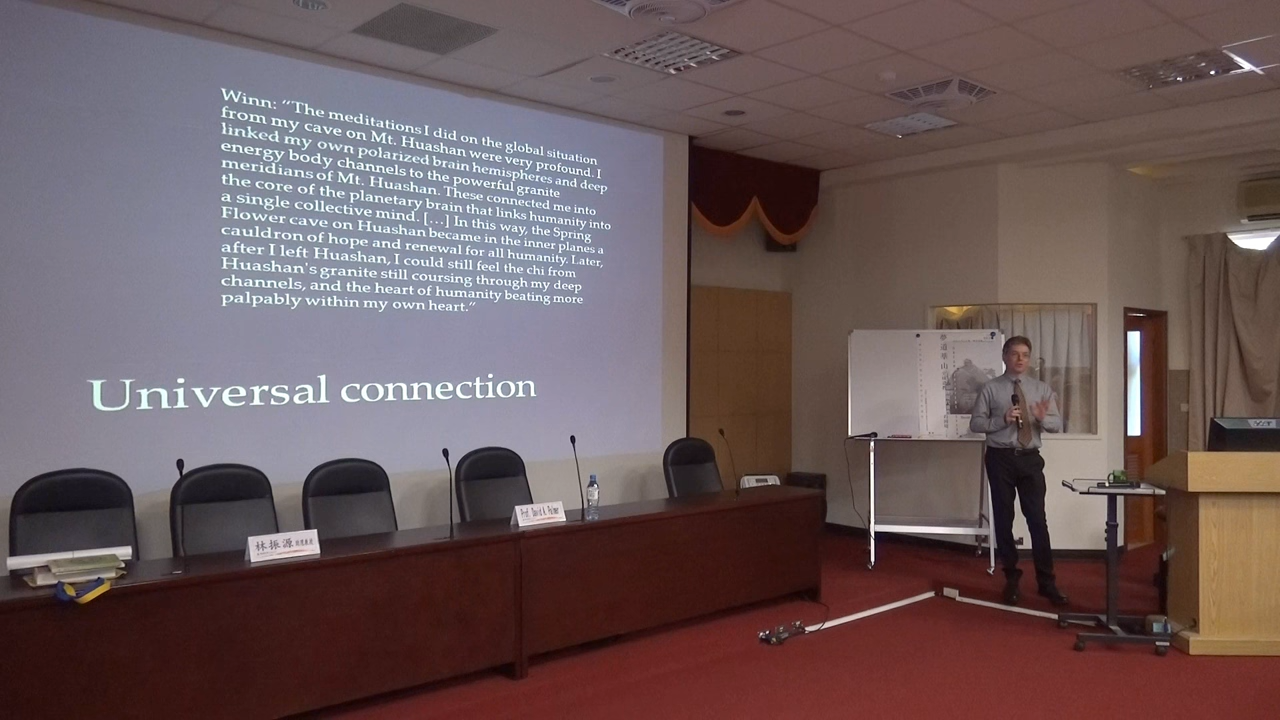 Winn: “The meditations I did on the global situation
from my cave on Mt. Huashan were very profound. I
linked my own polarized brain hemispheres and deep
energy body channels to the powerful granite
meridians of Mt. Huashan. These connected me into
the core of the planetary brain that links humanity into
a single collective mind. […] In this way, the Spring
Flower cave on Huashan became in the inner planes a
cauldron of hope and renewal for all humanity. Later,
after I left Huashan, I could still feel the chi from
Huashan's granite still coursing through my deep
channels, and the heart of humanity beating more
palpably within my own heart.”
Universal connection
林振源
Prof. David A. Palmer